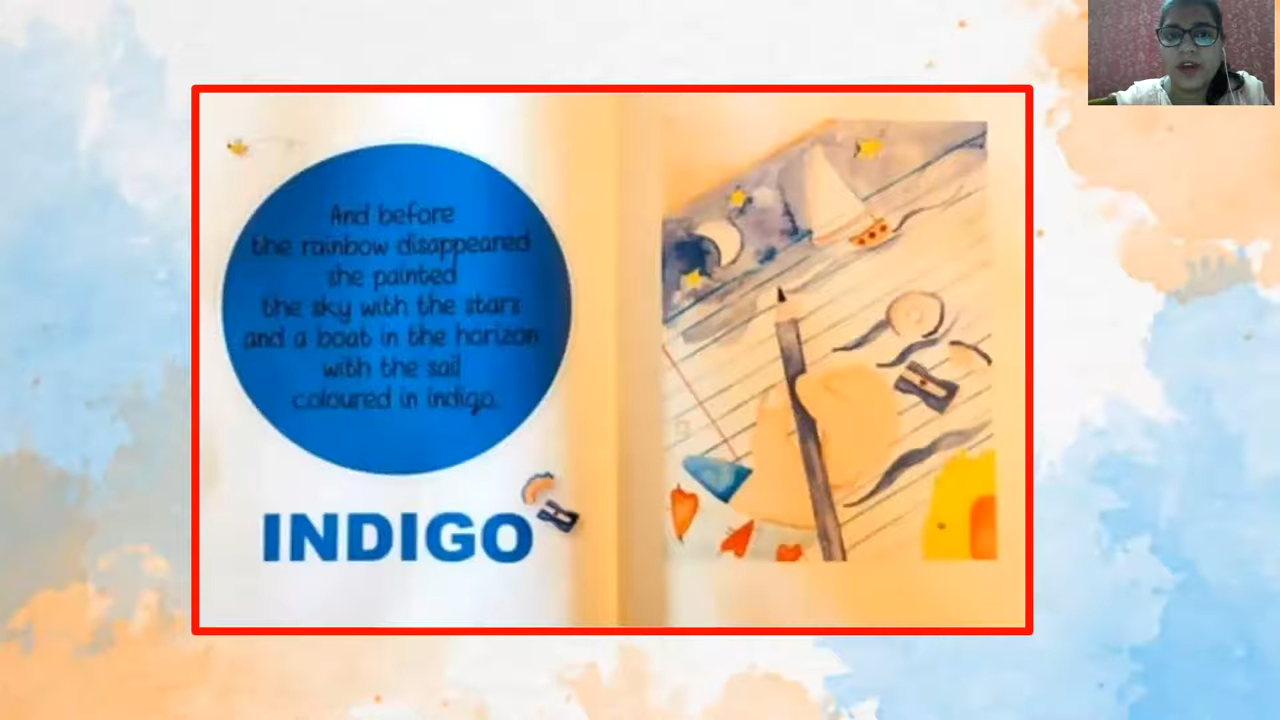 And before
the rainbow disappeared
she painted
the sky with the stars
and a boat in the horizon
with the sail
coloured in indigo.
INDIGO